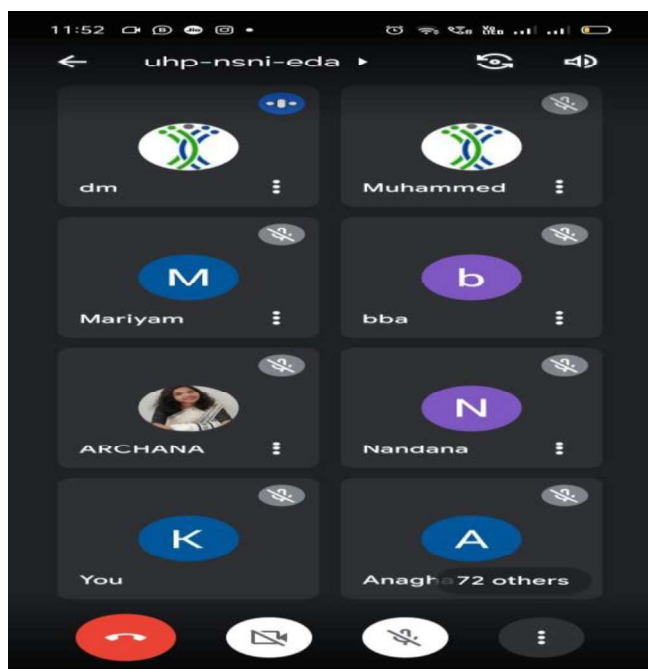 11:52
uhp-nsni-eda
dm
Muhammed
M
b
Mariyam
bba
N
ARCHANA
Nandana
K
A
You
Anagh 72 others